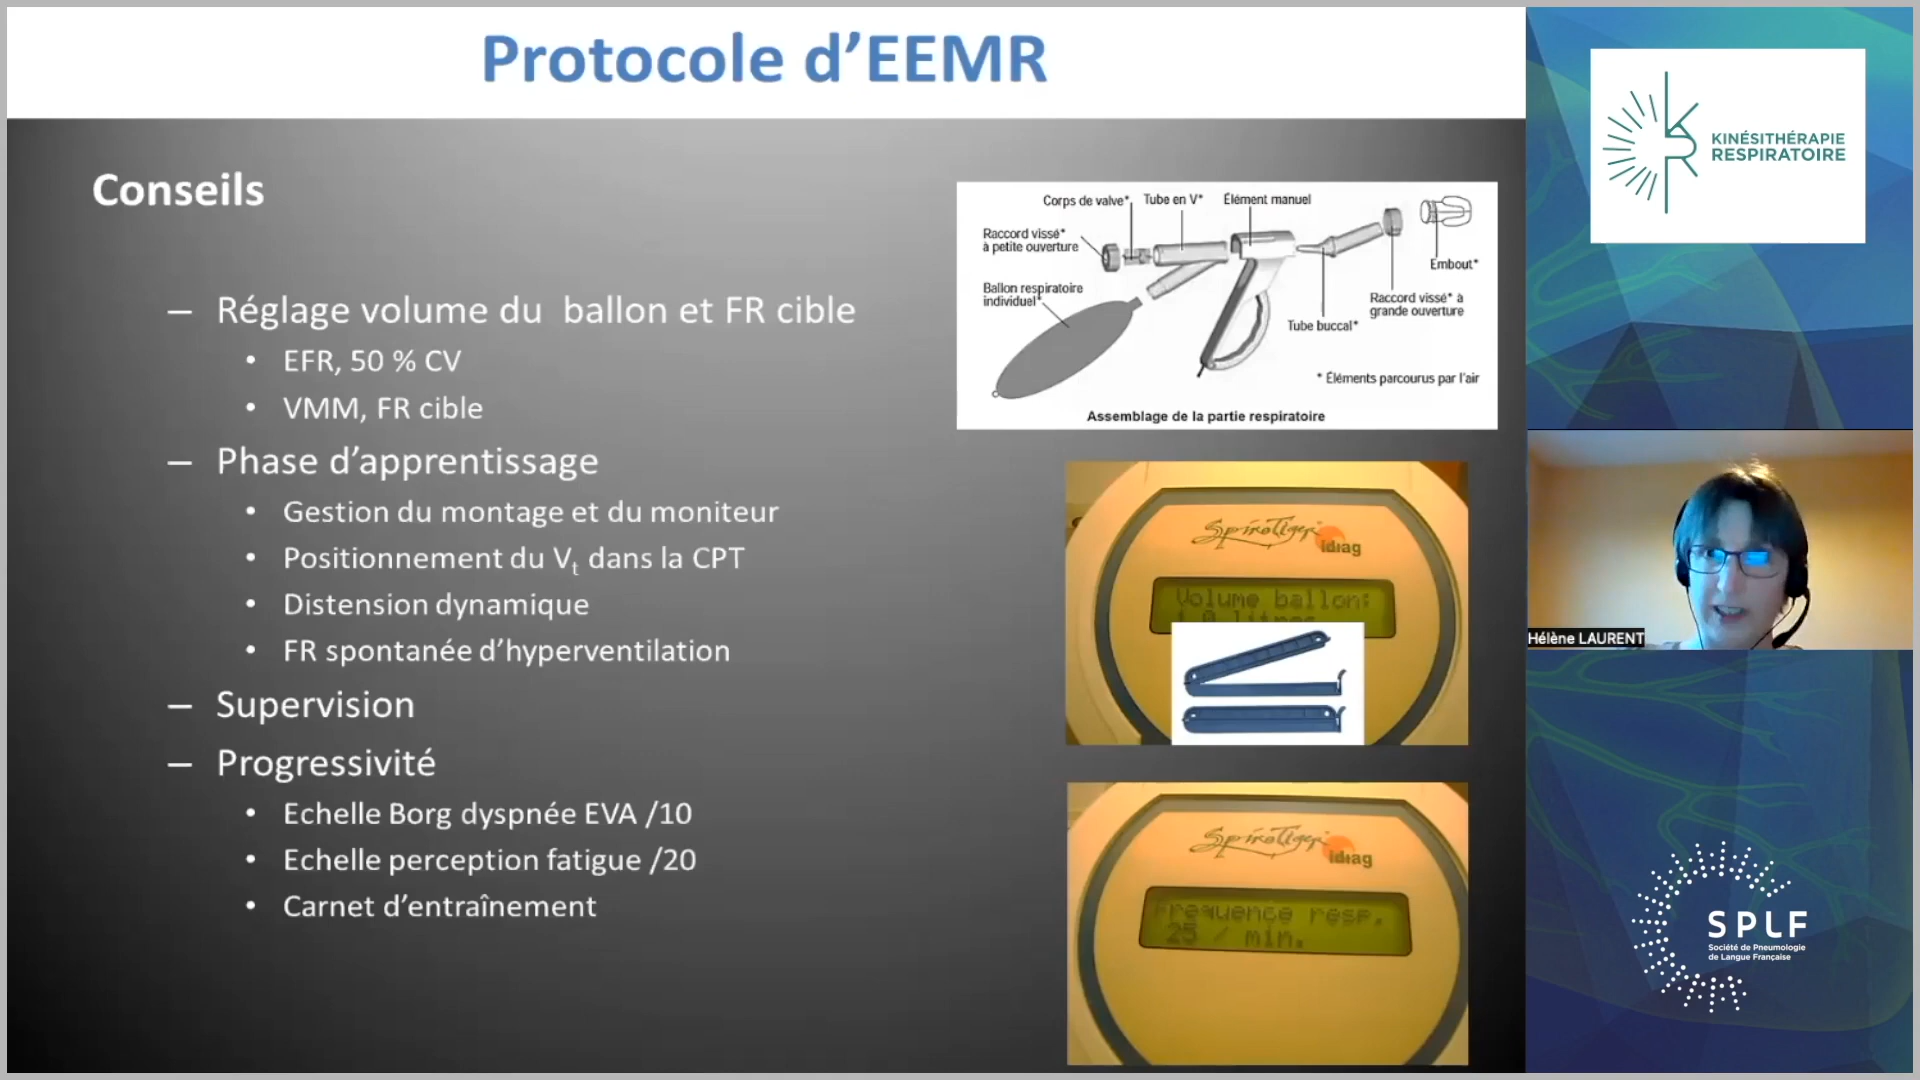 Protocole d’EEMR
Conseils
– Réglage volume du ballon et FR cible
• EFR, 50 % CV
• VMM, FR cible
– Phase d’apprentissage
• Gestion du montage et du moniteur
• Positionnement du Vt dans la CPT
• Distension dynamique
• FR spontanée d’hyperventilation
– Supervision
– Progressivité
• Echelle Borg dyspnée EVA /10
• Echelle perception fatigue /20
• Carnet d’entraînement
Corps de valve*
Tube en V*
Élément manuel
Raccord vissé*
à petite ouverture
Ballon respiratoire
individuel*
Embout*
Raccord vissé* à
grande ouverture
Tube buccal*
* Éléments parcourus par l'air
Assemblage de la partie respiratoire
SpiroTiger
idiag
Volume ballon:
SpiroTiger
idiag
Frequence resp.
25 / min.
KINÉSITHÉRAPIE
RESPIRATOIRE
Hélène LAURENT
SPLF
Société de Pneumologie
de Langue Française